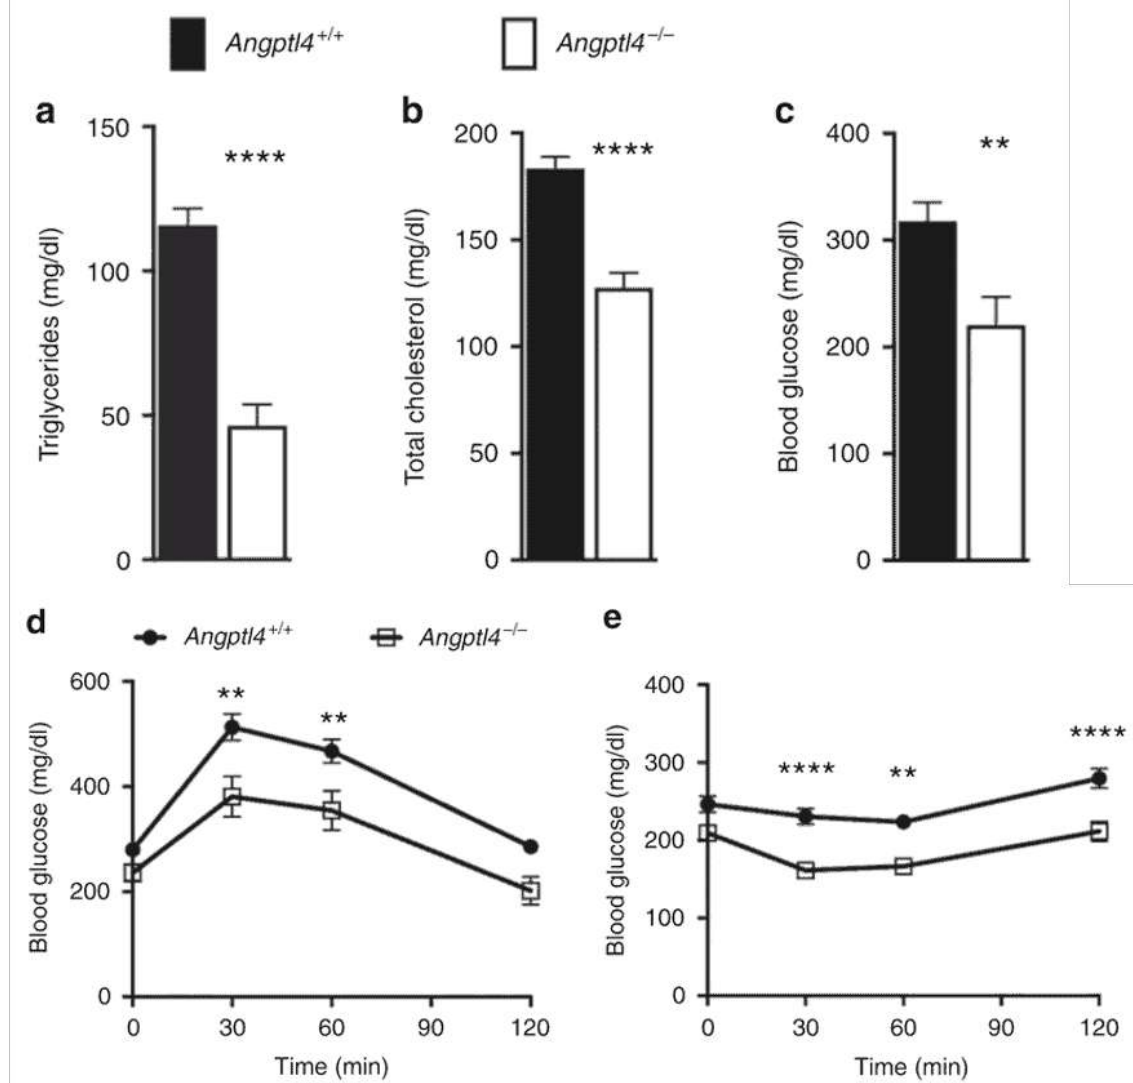 Angptl4+/+ Angptl4−/−
a b c
150 100 50 0
Triglycerides (mg/dl)
****
200 150 100 50 0
Total cholesterol (mg/dl)
****
400 300 200 100 0
Blood glucose (mg/dl)
**
d
Angptl4+/+ Angptl4−/−
600 400 200 0
Blood glucose (mg/dl)
** **
0 30 60 90 120
Time (min)
e
400 300 200 100 0
Blood glucose (mg/dl)
**** ** ****
0 30 60 90 120
Time (min)